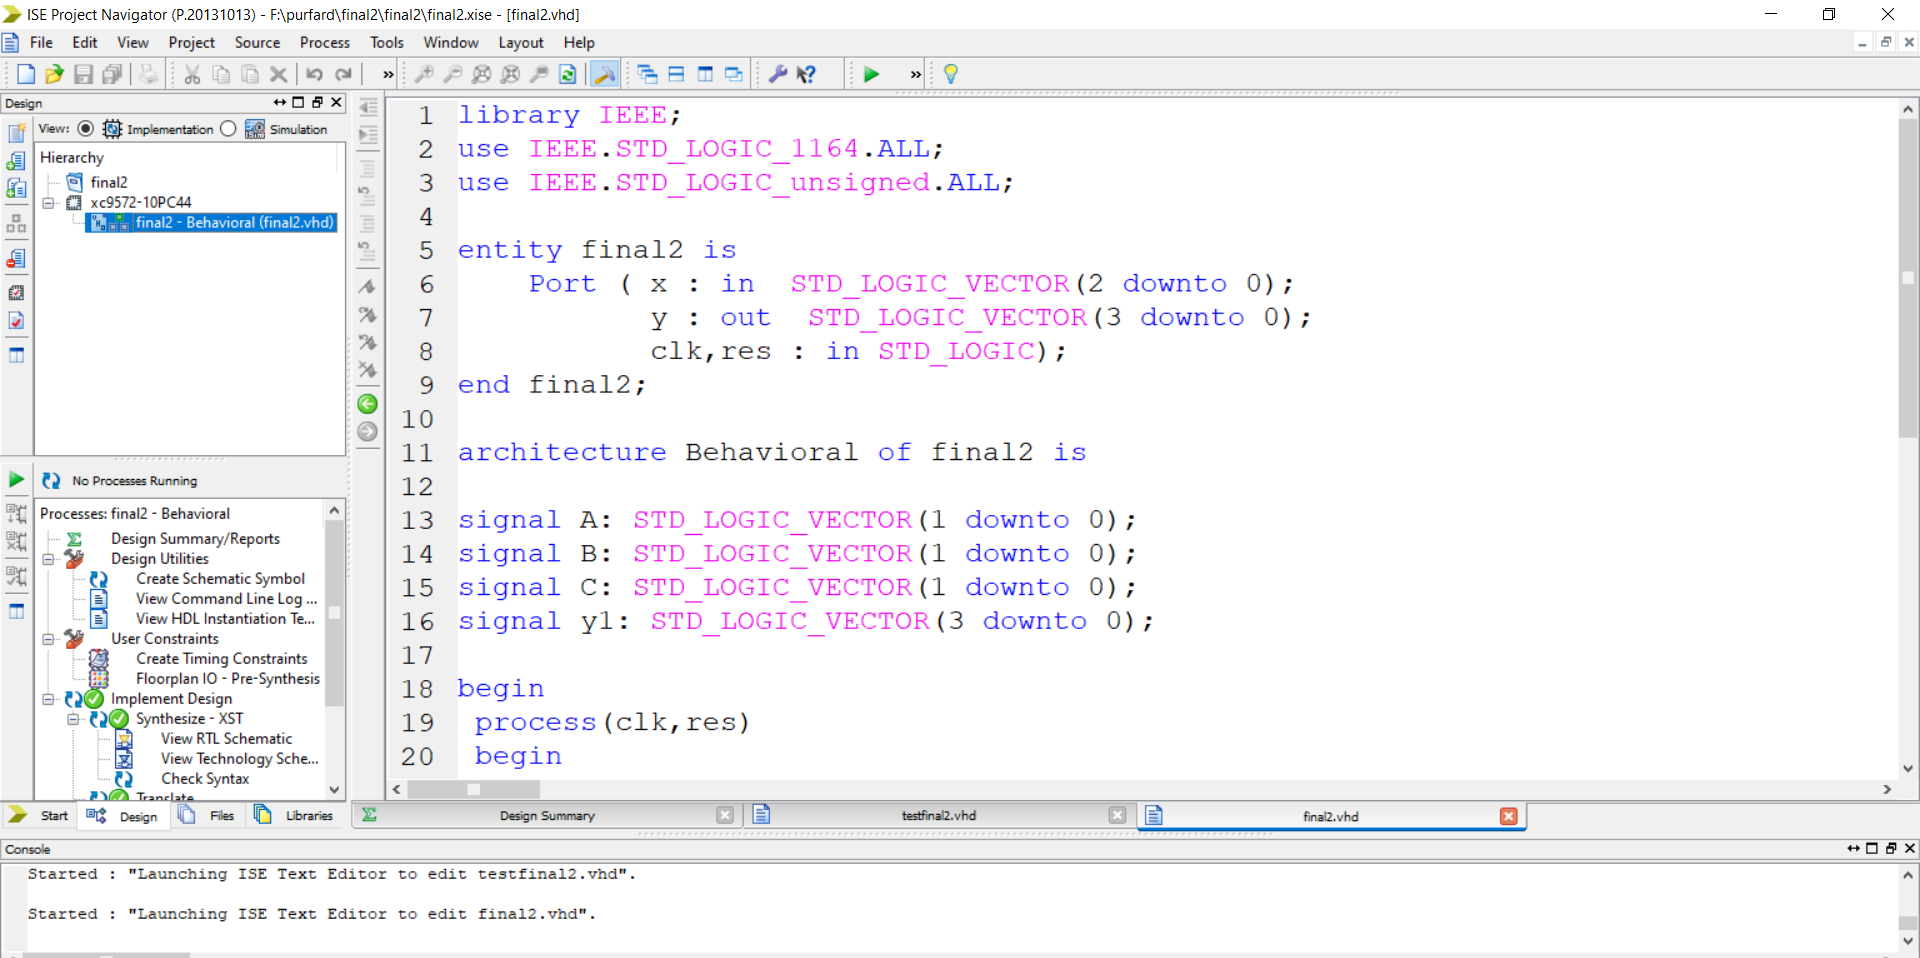 ISE Project Navigator (P.20131013) - F:\purfard\final2\final2\final2.xise - [final2.vhd]
File Edit View Project Source Process Tools Window Layout Help
Design
View: Implementation Simulation
Hierarchy
final2
xc9572-10PC44
final2 - Behavioral (final2.vhd)
No Processes Running
Processes: final2 - Behavioral
Design Summary/Reports
Design Utilities
Create Schematic Symbol
View Command Line Log ...
View HDL Instantiation Te...
User Constraints
Create Timing Constraints
Floorplan IO - Pre-Synthesis
Implement Design
Synthesize - XST
View RTL Schematic
View Technology Sche...
Check Syntax
Translate
Start Design Files Libraries
1 library IEEE;
2 use IEEE.STD_LOGIC_1164.ALL;
3 use IEEE.STD_LOGIC_unsigned.ALL;
4
5 entity final2 is
6 Port ( x : in STD_LOGIC_VECTOR(2 downto 0);
7 y : out STD_LOGIC_VECTOR(3 downto 0);
8 clk,res : in STD_LOGIC);
9 end final2;
10
11 architecture Behavioral of final2 is
12
13 signal A: STD_LOGIC_VECTOR(1 downto 0);
14 signal B: STD_LOGIC_VECTOR(1 downto 0);
15 signal C: STD_LOGIC_VECTOR(1 downto 0);
16 signal y1: STD_LOGIC_VECTOR(3 downto 0);
17
18 begin
19 process(clk,res)
20 begin
Design Summary testfinal2.vhd final2.vhd
Console
Started : "Launching ISE Text Editor to edit testfinal2.vhd".
Started : "Launching ISE Text Editor to edit final2.vhd".